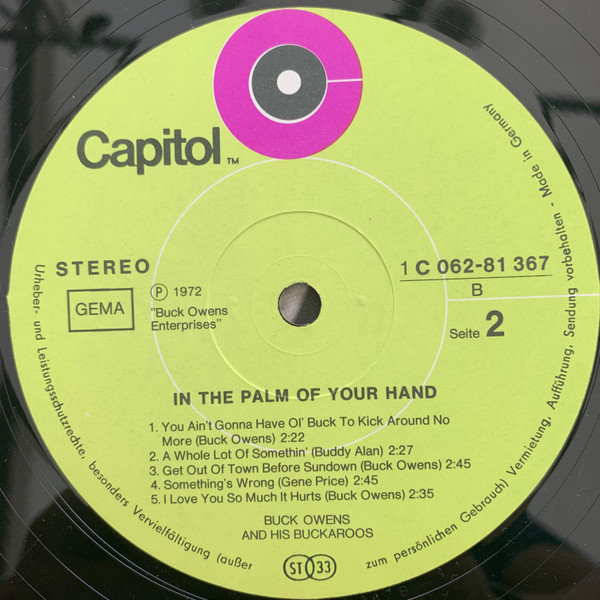 Capitol™
STEREO
GEMA
Ⓟ 1972
"Buck Owens
Enterprises"
1 C 062-81 367
B
Seite 2
IN THE PALM OF YOUR HAND
1. You Ain't Gonna Have Ol' Buck To Kick Around No
More (Buck Owens) 2:22
2. A Whole Lot Of Somethin' (Buddy Alan) 2:27
3. Get Out Of Town Before Sundown (Buck Owens) 2:45
4. Something's Wrong (Gene Price) 2:45
5. I Love You So Much It Hurts (Buck Owens) 2:35
BUCK OWENS
AND HIS BUCKAROOS
ST 33
Urheber- und Leistungsschutzrechte, besonders Vervielfältigung (außer zum persönlichen Gebrauch) Vermietung, Aufführung, Sendung vorbehalten - Made in Germany